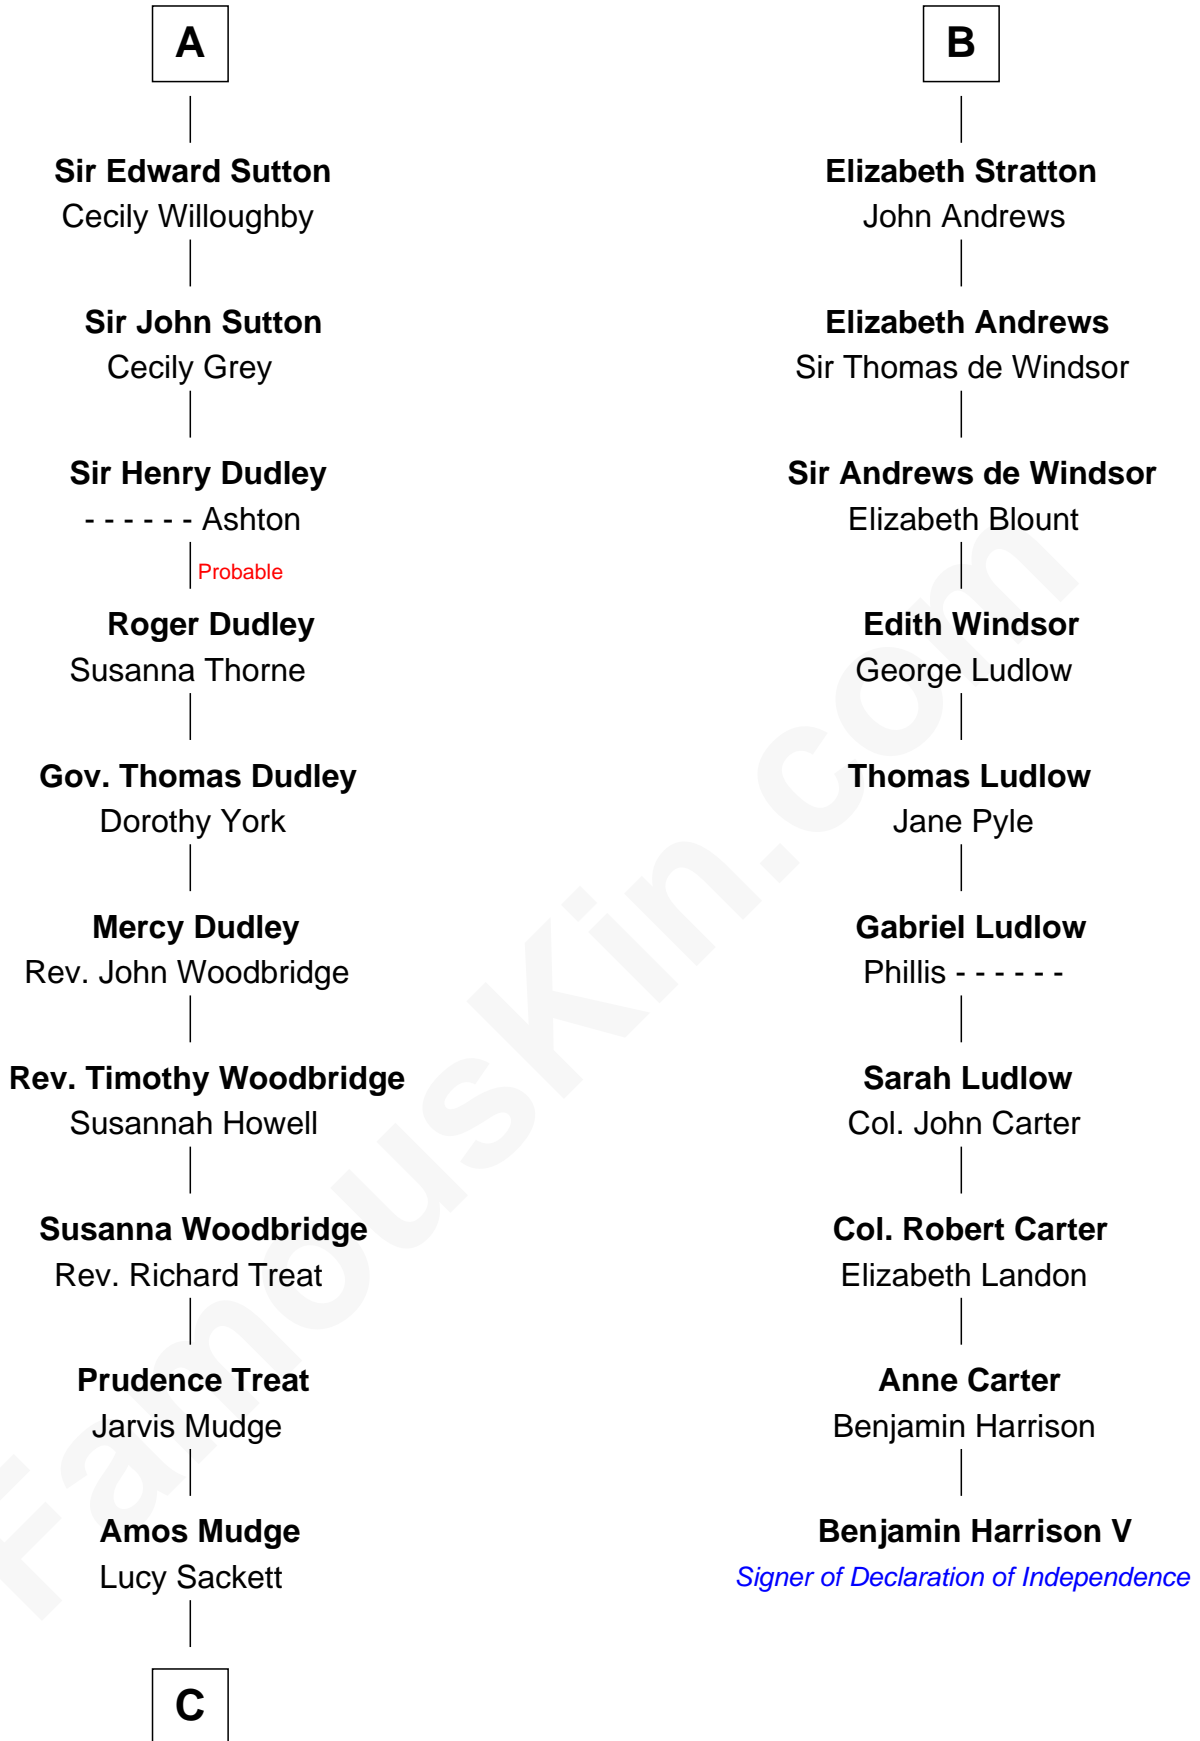 A
Sir Edward Sutton
Cecily Willoughby
Sir John Sutton
Cecily Grey
Sir Henry Dudley
- - - - - - Ashton
Probable
Roger Dudley
Susanna Thorne
Gov. Thomas Dudley
Dorothy York
Mercy Dudley
Rev. John Woodbridge
Rev. Timothy Woodbridge
Susannah Howell
Susanna Woodbridge
Rev. Richard Treat
Prudence Treat
Jarvis Mudge
Amos Mudge
Lucy Sackett
C
B
Elizabeth Stratton
John Andrews
Elizabeth Andrews
Sir Thomas de Windsor
Sir Andrews de Windsor
Elizabeth Blount
Edith Windsor
George Ludlow
Thomas Ludlow
Jane Pyle
Gabriel Ludlow
Phillis - - - - - -
Sarah Ludlow
Col. John Carter
Col. Robert Carter
Elizabeth Landon
Anne Carter
Benjamin Harrison
Benjamin Harrison V
Signer of Declaration of Independence
FamousKin.com